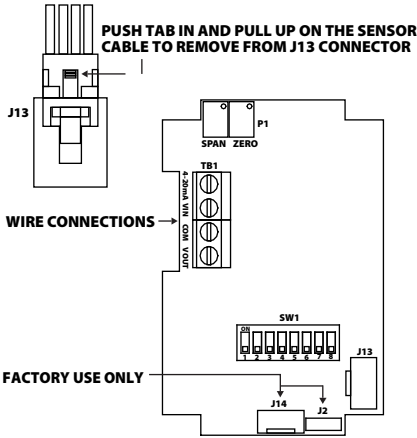 PUSH TAB IN AND PULL UP ON THE SENSOR
CABLE TO REMOVE FROM J13 CONNECTOR
J13
P1
SPAN ZERO
TB1
4-20mA VIN COM VOUT
WIRE CONNECTIONS
SW1
ON
1 2 3 4 5 6 7 8
J13
FACTORY USE ONLY
J14
J2